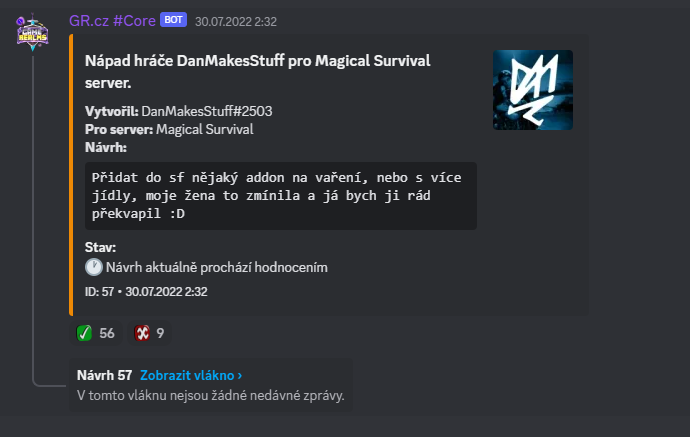 GR.cz #Core BOT 30.07.2022 2:32
Nápad hráče DanMakesStuff pro Magical Survival
server.
Vytvořil: DanMakesStuff#2503
Pro server: Magical Survival
Návrh:
Přidat do sf nějaký addon na vaření, nebo s více
jídly, moje žena to zmínila a já bych ji rád
překvapil :D
Stav:
Návrh aktuálně prochází hodnocením
ID: 57 • 30.07.2022 2:32
56 9
Návrh 57 Zobrazit vlákno ›
V tomto vláknu nejsou žádné nedávné zprávy.